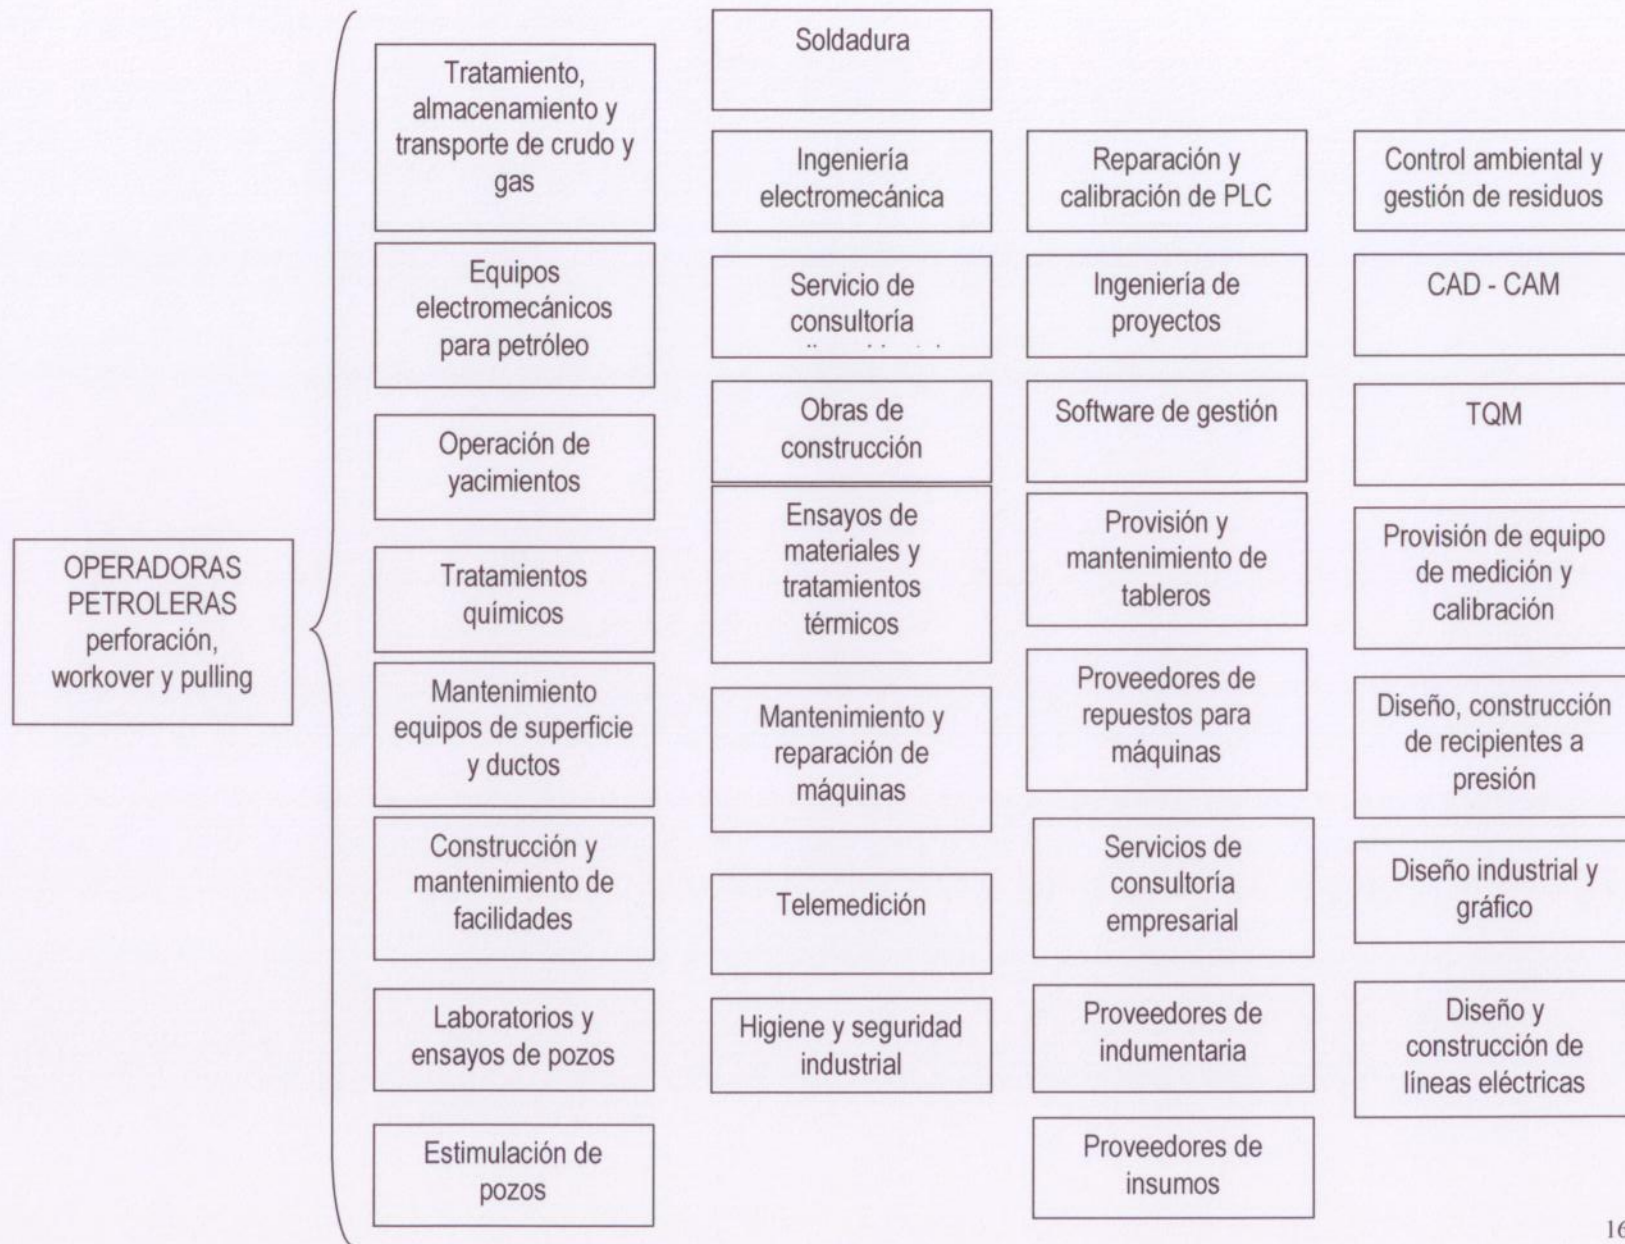 OPERADORAS
PETROLERAS
perforación,
workover y pulling
Tratamiento,
almacenamiento y
transporte de crudo y
gas
Equipos
electromecánicos
para petróleo
Operación de
yacimientos
Tratamientos
químicos
Mantenimiento
equipos de superficie
y ductos
Construcción y
mantenimiento de
facilidades
Laboratorios y
ensayos de pozos
Estimulación de
pozos
Soldadura
Ingeniería
electromecánica
Servicio de
consultoría
Obras de
construcción
Ensayos de
materiales y
tratamientos
térmicos
Mantenimiento y
reparación de
máquinas
Telemedición
Higiene y seguridad
industrial
Reparación y
calibración de PLC
Ingeniería de
proyectos
Software de gestión
Provisión y
mantenimiento de
tableros
Proveedores de
repuestos para
máquinas
Servicios de
consultoría
empresarial
Proveedores de
indumentaria
Proveedores de
insumos
Control ambiental y
gestión de residuos
CAD - CAM
TQM
Provisión de equipo
de medición y
calibración
Diseño, construcción
de recipientes a
presión
Diseño industrial y
gráfico
Diseño y
construcción de
líneas eléctricas
16